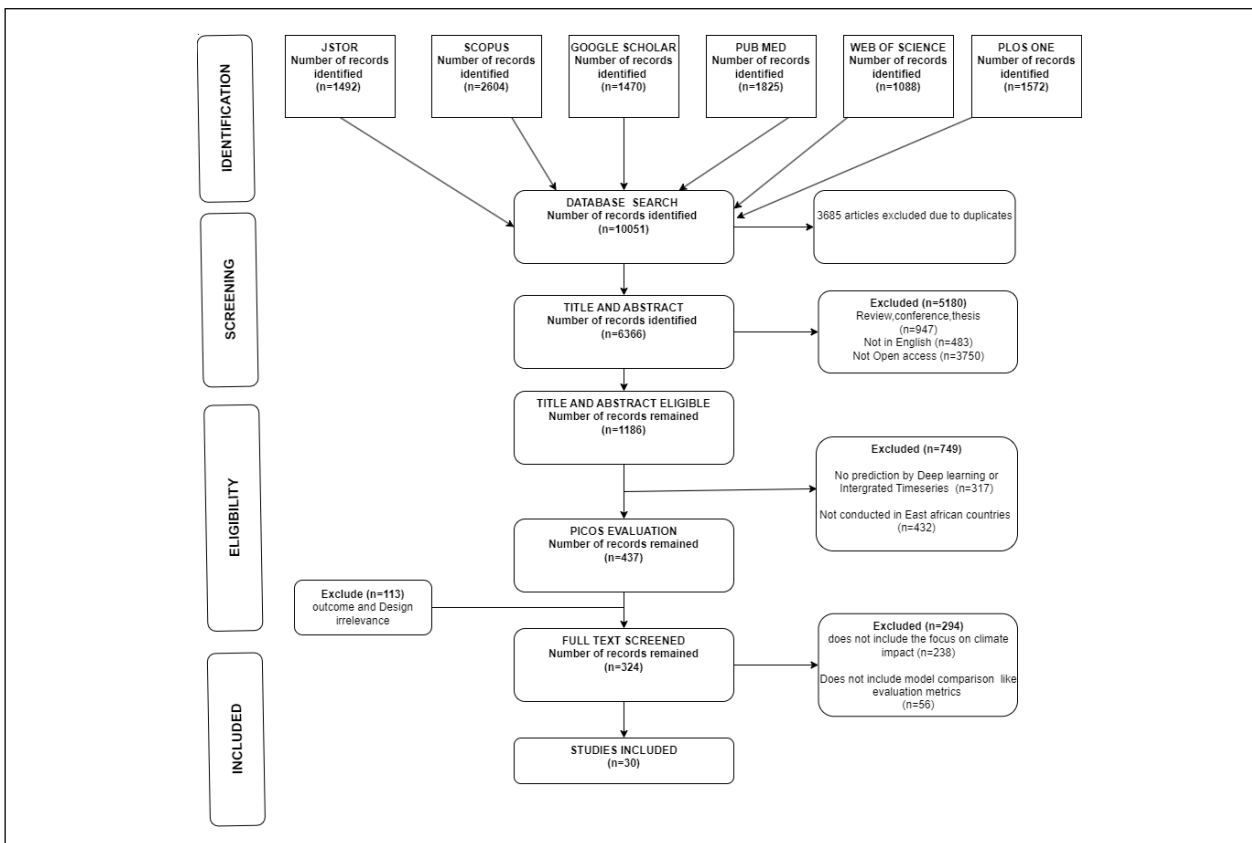 IDENTIFICATION
JSTOR
Number of records
identified
(n=1492)
SCOPUS
Number of records
identified
(n=2604)
GOOGLE SCHOLAR
Number of records
identified
(n=1470)
PUB MED
Number of records
identified
(n=1825)
WEB OF SCIENCE
Number of records
identified
(n=1088)
PLOS ONE
Number of records
identified
(n=1572)
DATABASE SEARCH
Number of records identified
(n=10051)
3685 articles excluded due to duplicates
SCREENING
TITLE AND ABSTRACT
Number of records identified
(n=6366)
Excluded (n=5180)
Review,conference,thesis
(n=947)
Not in English (n=483)
Not Open access (n=3750)
TITLE AND ABSTRACT ELIGIBLE
Number of records remained
(n=1186)
ELIGIBILITY
Excluded (n=749)
No prediction by Deep learning or
Intergrated Timeseries (n=317)
Not conducted in East african countries
(n=432)
PICOS EVALUATION
Number of records remained
(n=437)
Exclude (n=113)
outcome and Design
irrelevance
FULL TEXT SCREENED
Number of records remained
(n=324)
Excluded (n=294)
does not include the focus on climate
impact (n=238)
Does not include model comparison like
evaluation metrics
(n=56)
INCLUDED
STUDIES INCLUDED
(n=30)